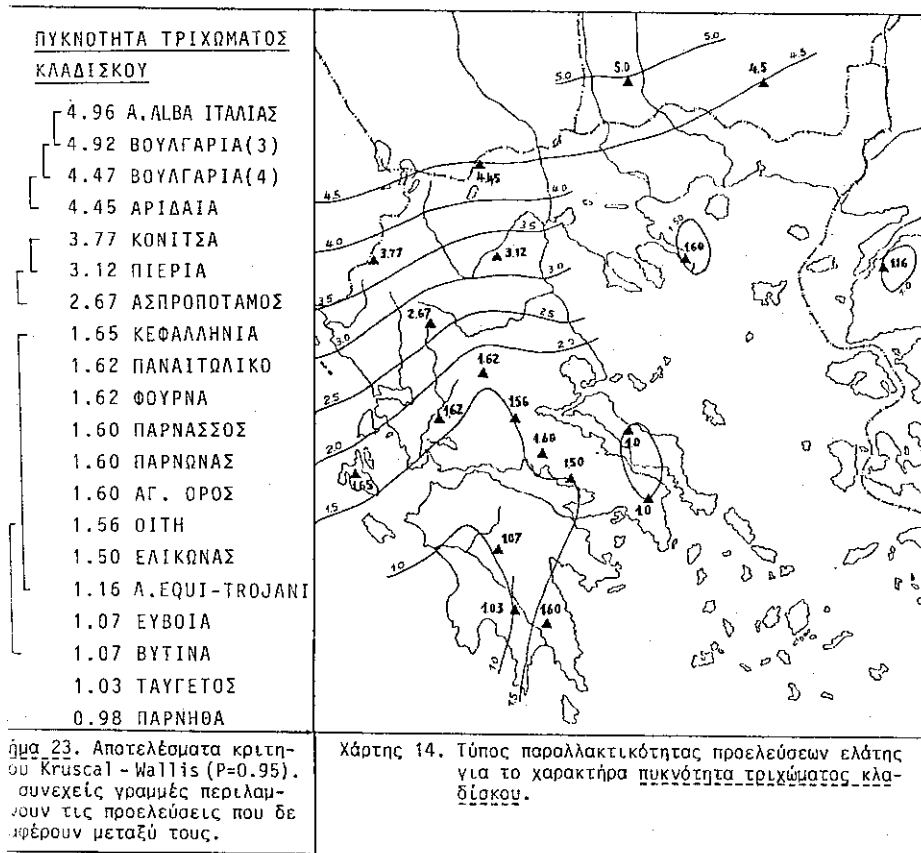 ΠΥΚΝΟΤΗΤΑ ΤΡΙΧΩΜΑΤΟΣ
ΚΛΑΔΙΣΚΟΥ
4.96 A.ALBA ΙΤΑΛΙΑΣ
4.92 ΒΟΥΛΓΑΡΙΑ(3)
4.47 ΒΟΥΛΓΑΡΙΑ(4)
4.45 ΑΡΙΔΑΙΑ
3.77 ΚΟΝΙΤΣΑ
3.12 ΠΙΕΡΙΑ
2.67 ΑΣΠΡΟΠΟΤΑΜΟΣ
1.65 ΚΕΦΑΛΛΗΝΙΑ
1.62 ΠΑΝΑΙΤΩΛΙΚΟ
1.62 ΦΟΥΡΝΑ
1.60 ΠΑΡΝΑΣΣΟΣ
1.60 ΠΑΡΝΩΝΑΣ
1.60 ΑΓ. ΟΡΟΣ
1.56 ΟΙΤΗ
1.50 ΕΛΙΚΩΝΑΣ
1.16 A.EQUI-TROJANI
1.07 ΕΥΒΟΙΑ
1.07 ΒΥΤΙΝΑ
1.03 ΤΑΥΓΕΤΟΣ
0.98 ΠΑΡΝΗΘΑ
5.0
5.0
5.0
4.5
4.5
4.45
4.5
4.0
4.0
3.5
3.77
3.12
1.50
1.60
1.16
1.0
3.5
3.0
3.0
2.67
2.5
2.0
1.62
2.5
1.62
1.56
1.0
2.0
1.60
1.65
1.50
1.5
1.0
1.07
1.0
1.03
1.60
1.0
1.5
ήμα 23. Αποτελέσματα κριτη-
ου Kruscal-Wallis (P=0.95).
συνεχείς γραμμές περιλαμ-
νουν τις προελεύσεις που δε
αφέρουν μεταξύ τους.
Χάρτης 14. Τύπος παραλλακτικότητας προελεύσεων ελάτης
για το χαρακτήρα πυκνότητα τριχώματος κλα-
δίσκου.